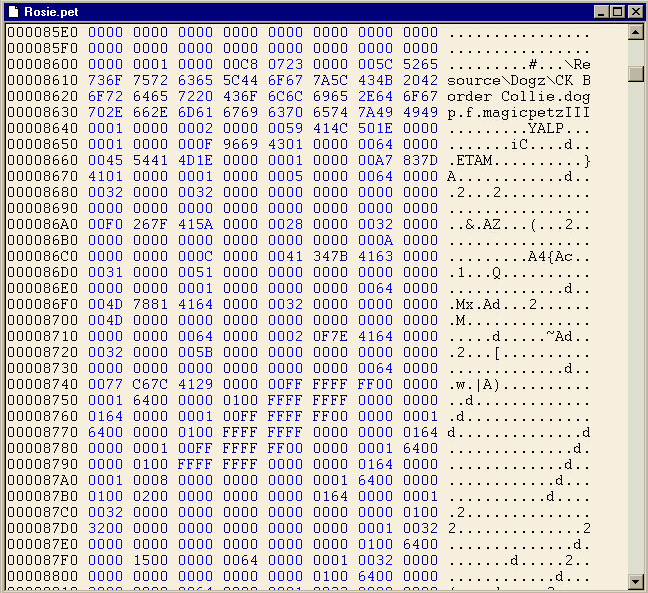 Rosie.pet
000085E0 0000 0000 0000 0000 0000 0000 0000 0000 ................
000085F0 0000 0000 0000 0000 0000 0000 0000 0000 ................
00008600 0000 0001 0000 00C8 0723 0000 005C 5265 .........#...\Re
00008610 736F 7572 6365 5C44 6F67 7A5C 434B 2042 source\Dogz\CK B
00008620 6F72 6465 7220 436F 6C6C 6965 2E64 6F67 order Collie.dog
00008630 702E 662E 6D61 6769 6370 6574 7A49 4949 p.f.magicpetzIII
00008640 0001 0000 0002 0000 0059 414C 501E 0000 .........YALP...
00008650 0001 0000 000F 9669 4301 0000 0064 0000 .......iC....d..
00008660 0045 5441 4D1E 0000 0001 0000 00A7 837D .ETAM..........}
00008670 4101 0000 0001 0000 0005 0000 0064 0000 A............d..
00008680 0032 0000 0032 0000 0000 0000 0000 0000 .2...2..........
00008690 0000 0000 0000 0000 0000 0000 0000 0000 ................
000086A0 00F0 267F 415A 0000 0028 0000 0032 0000 ..&.AZ...(...2..
000086B0 0000 0000 0000 0000 0000 0000 000A 0000 ................
000086C0 0000 0000 000C 0000 0041 347B 4163 0000 .........A4{Ac..
000086D0 0031 0000 0051 0000 0000 0000 0000 0000 .1...Q..........
000086E0 0000 0000 0001 0000 0000 0000 0064 0000 .............d..
000086F0 004D 7881 4164 0000 0032 0000 0000 0000 .Mx.Ad...2......
00008700 004D 0000 0000 0000 0000 0000 0000 0000 .M..............
00008710 0000 0000 0064 0000 0002 0F7E 4164 0000 .....d.....~Ad..
00008720 0032 0000 005B 0000 0000 0000 0000 0000 .2...[..........
00008730 0000 0000 0000 0000 0000 0000 0064 0000 .............d..
00008740 0077 C67C 4129 0000 00FF FFFF FF00 0000 .w.|A)..........
00008750 0001 6400 0000 0100 FFFF FFFF 0000 0000 ..d.............
00008760 0164 0000 0001 00FF FFFF FF00 0000 0001 .d..............
00008770 6400 0000 0100 FFFF FFFF 0000 0000 0164 d..............d
00008780 0000 0001 00FF FFFF FF00 0000 0001 6400 ..............d.
00008790 0000 0100 FFFF FFFF 0000 0000 0164 0000 .............d..
000087A0 0001 0008 0000 0000 0000 0001 6400 0000 ............d...
000087B0 0100 0200 0000 0000 0000 0164 0000 0001 ...........d....
000087C0 0032 0000 0000 0000 0000 0000 0000 0100 .2..............
000087D0 3200 0000 0000 0000 0000 0000 0001 0032 2..............2
000087E0 0000 0000 0000 0000 0000 0000 0100 6400 ..............d.
000087F0 0000 1500 0000 0064 0000 0001 0032 0000 .......d.....2..
00008800 0000 0000 0000 0000 0000 0100 6400 0000 ............d...